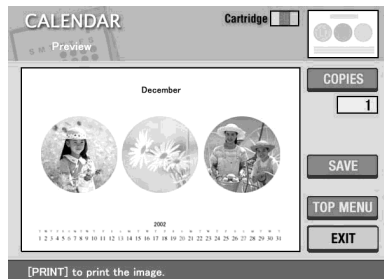 CALENDAR
Preview
Cartridge
COPIES
1
December
2002
1 2 3 4 5 6 7 8 9 10 11 12 13 14 15 16 17 18 19 20 21 22 23 24 25 26 27 28 29 30 31
SAVE
TOP MENU
EXIT
[PRINT] to print the image.